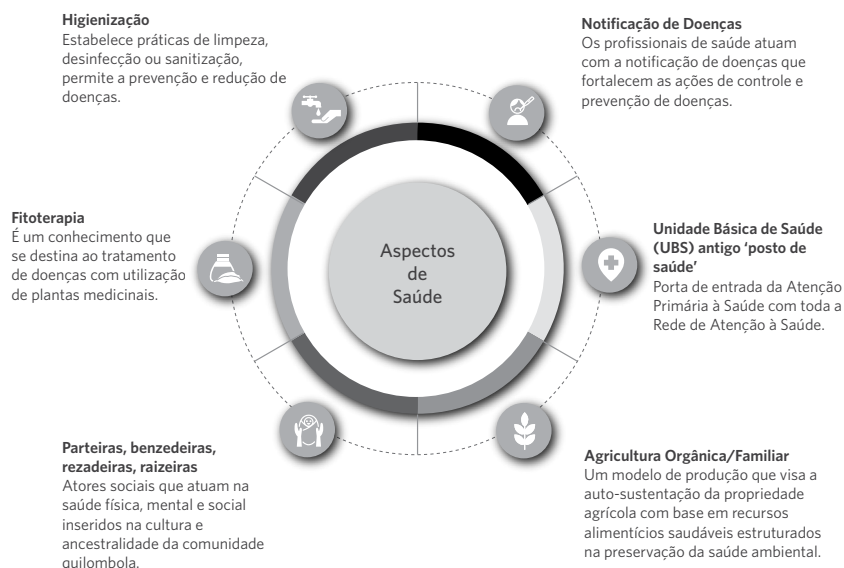 Higienização
Estabelece práticas de limpeza,
desinfecção ou sanitização,
permite a prevenção e redução de
doenças.
Notificação de Doenças
Os profissionais de saúde atuam
com a notificação de doenças que
fortalecem as ações de controle e
prevenção de doenças.
Fitoterapia
É um conhecimento que
se destina ao tratamento
de doenças com utilização
de plantas medicinais.
Aspectos
de
Saúde
Unidade Básica de Saúde
(UBS) antigo ‘posto de
saúde’
Porta de entrada da Atenção
Primária à Saúde com toda a
Rede de Atenção à Saúde.
Parteiras, benzedeiras,
rezadeiras, raizeiras
Atores sociais que atuam na
saúde física, mental e social
inseridos na cultura e
ancestralidade da comunidade
quilombola.
Agricultura Orgânica/Familiar
Um modelo de produção que visa a
auto-sustentação da propriedade
agrícola com base em recursos
alimentícios saudáveis estruturados
na preservação da saúde ambiental.